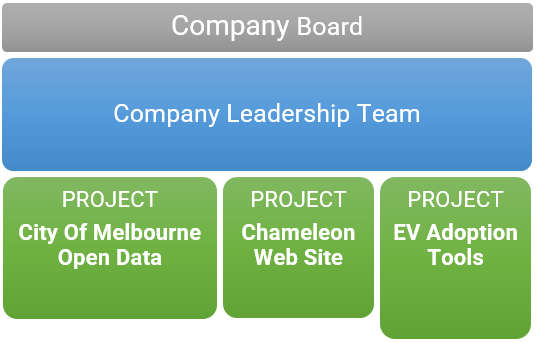 Company Board
Company Leadership Team
PROJECT
City Of Melbourne
Open Data
PROJECT
Chameleon
Web Site
PROJECT
EV Adoption
Tools